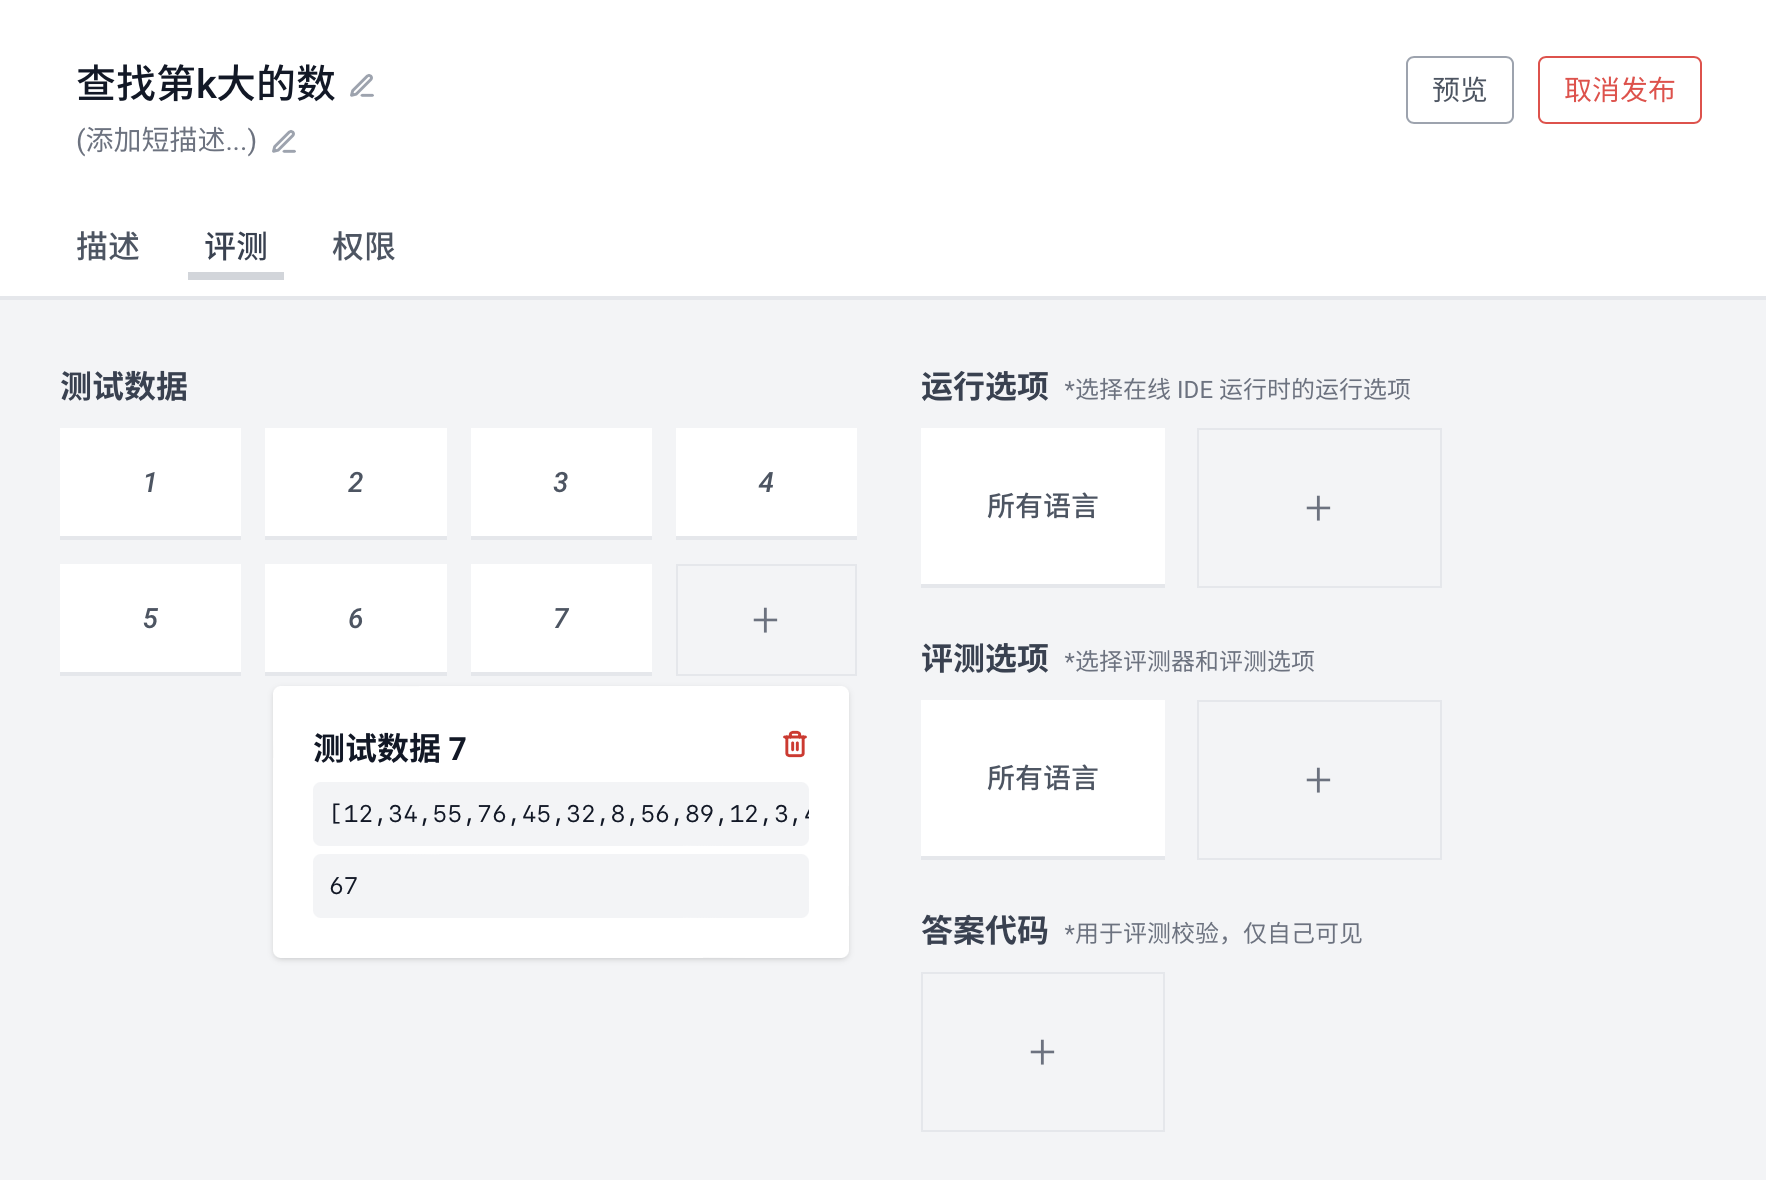 查找第k大的数
(添加短描述...)
预览
取消发布
描述
评测
权限
测试数据
1
2
3
4
5
6
7
测试数据 7
[12,34,55,76,45,32,8,56,89,12,3,
67
运行选项 *选择在线 IDE 运行时的运行选项
所有语言
评测选项 *选择评测器和评测选项
所有语言
答案代码 *用于评测校验，仅自己可见